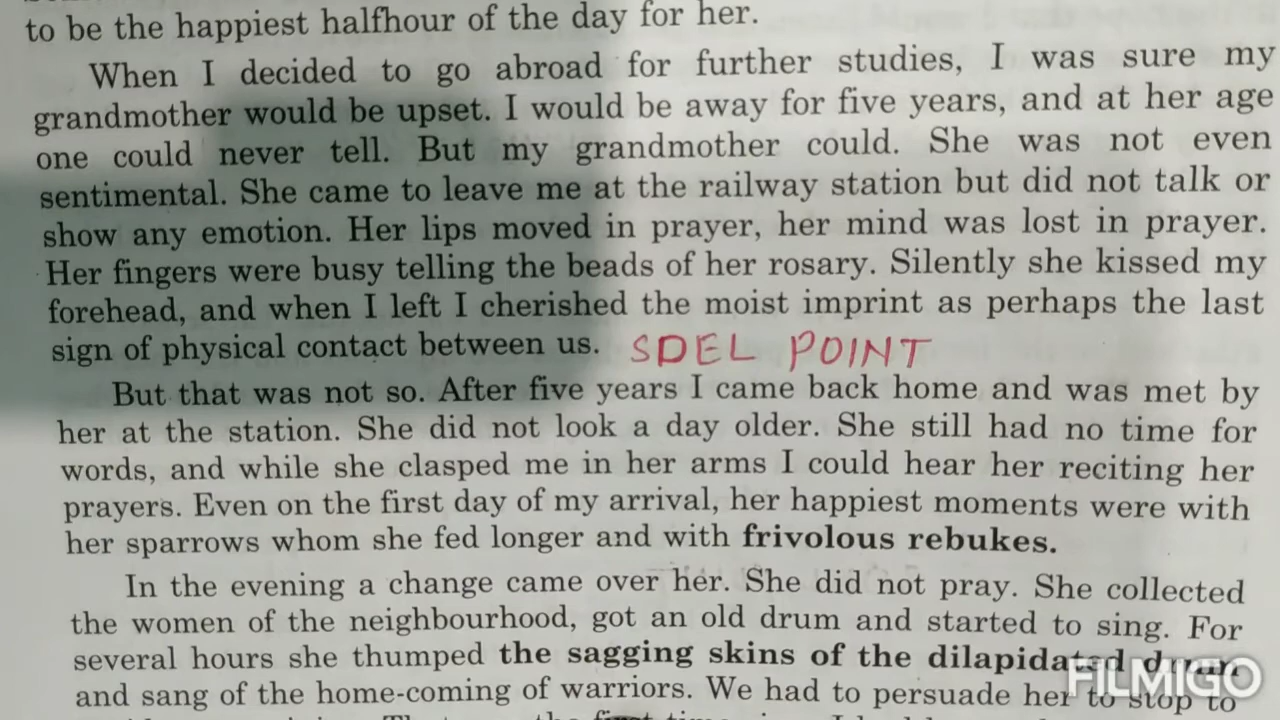 to be the happiest halfhour of the day for her.
When I decided to go abroad for further studies, I was sure my
grandmother would be upset. I would be away for five years, and at her age
one could never tell. But my grandmother could. She was not even
sentimental. She came to leave me at the railway station but did not talk or
show any emotion. Her lips moved in prayer, her mind was lost in prayer.
Her fingers were busy telling the beads of her rosary. Silently she kissed my
forehead, and when I left I cherished the moist imprint as perhaps the last
sign of physical contact between us. SDEL POINT
But that was not so. After five years I came back home and was met by
her at the station. She did not look a day older. She still had no time for
words, and while she clasped me in her arms I could hear her reciting her
prayers. Even on the first day of my arrival, her happiest moments were with
her sparrows whom she fed longer and with frivolous rebukes.
In the evening a change came over her. She did not pray. She collected
the women of the neighbourhood, got an old drum and started to sing. For
several hours she thumped the sagging skins of the dilapidated drum
and sang of the home-coming of warriors. We had to persuade her to stop to
FILMIGO